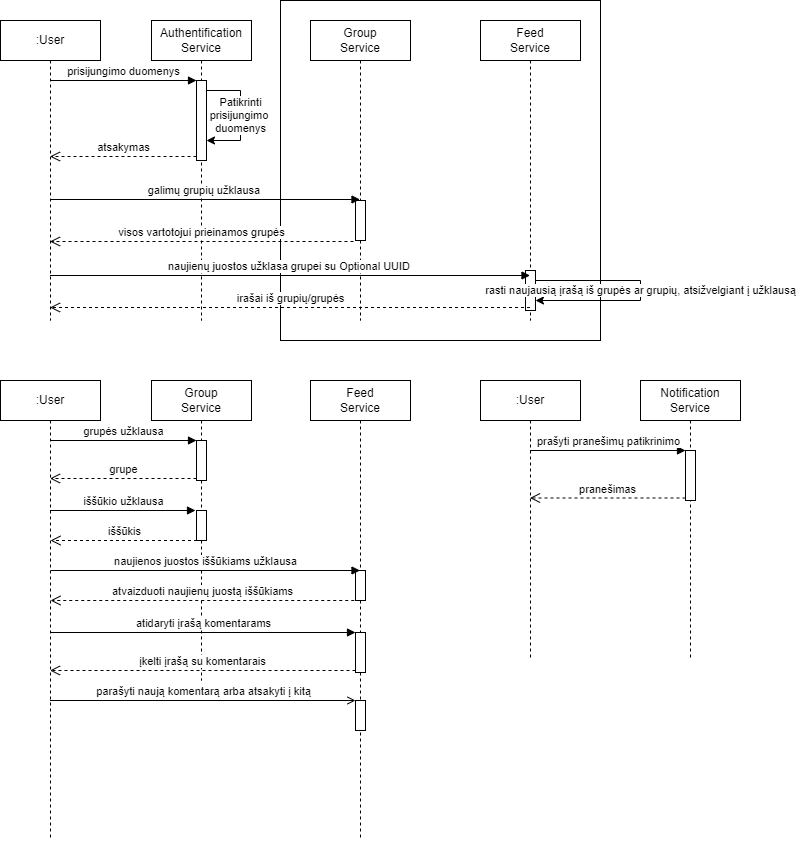 :User
Authentification
Service
Group
Service
Feed
Service
prisijungimo duomenys
Patikrinti
prisijungimo
duomenys
atsakymas
galimų grupių užklausa
visos vartotojui prieinamos grupės
naujienų juostos užklasa grupei su Optional UUID
rasti naujausią įrašą iš grupės ar grupių, atsižvelgiant į užklausą
irašai iš grupių/grupės
:User
Group
Service
Feed
Service
grupės užklausa
grupe
iššūkio užklausa
iššūkis
naujienos juostos iššūkiams užklausa
atvaizduoti naujienų juostą iššūkiams
atidaryti įrašą komentarams
įkelti įrašą su komentarais
parašyti naują komentarą arba atsakyti į kitą
:User
Notification
Service
prašyti pranešimų patikrinimo
pranešimas